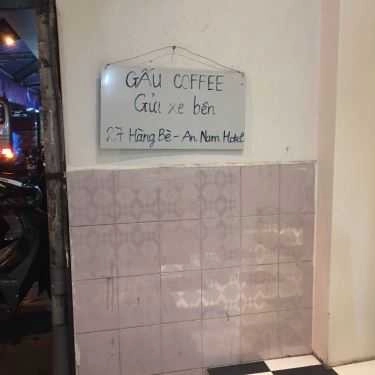 GẤU COFFEE
Gửi xe bên
27 Hàng Bè - An Nam Hotel